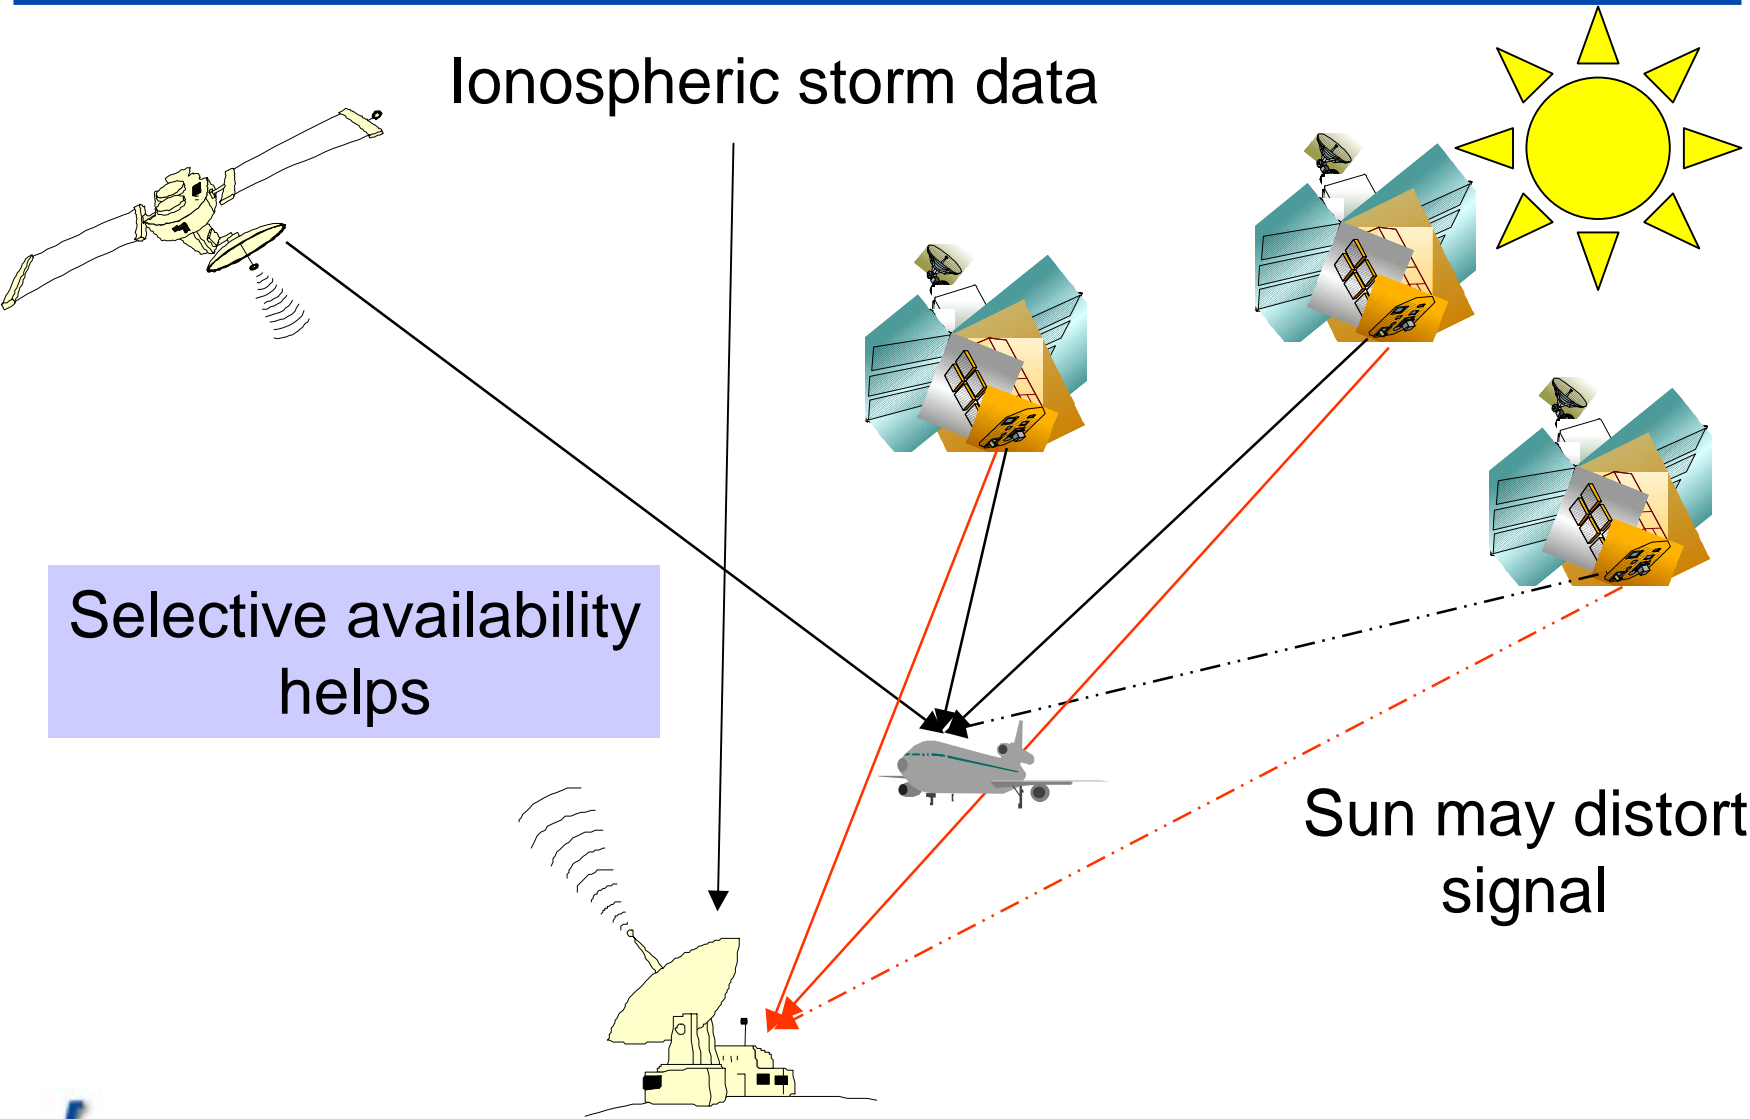 Ionospheric storm data
Selective availability
helps
Sun may distort
signal